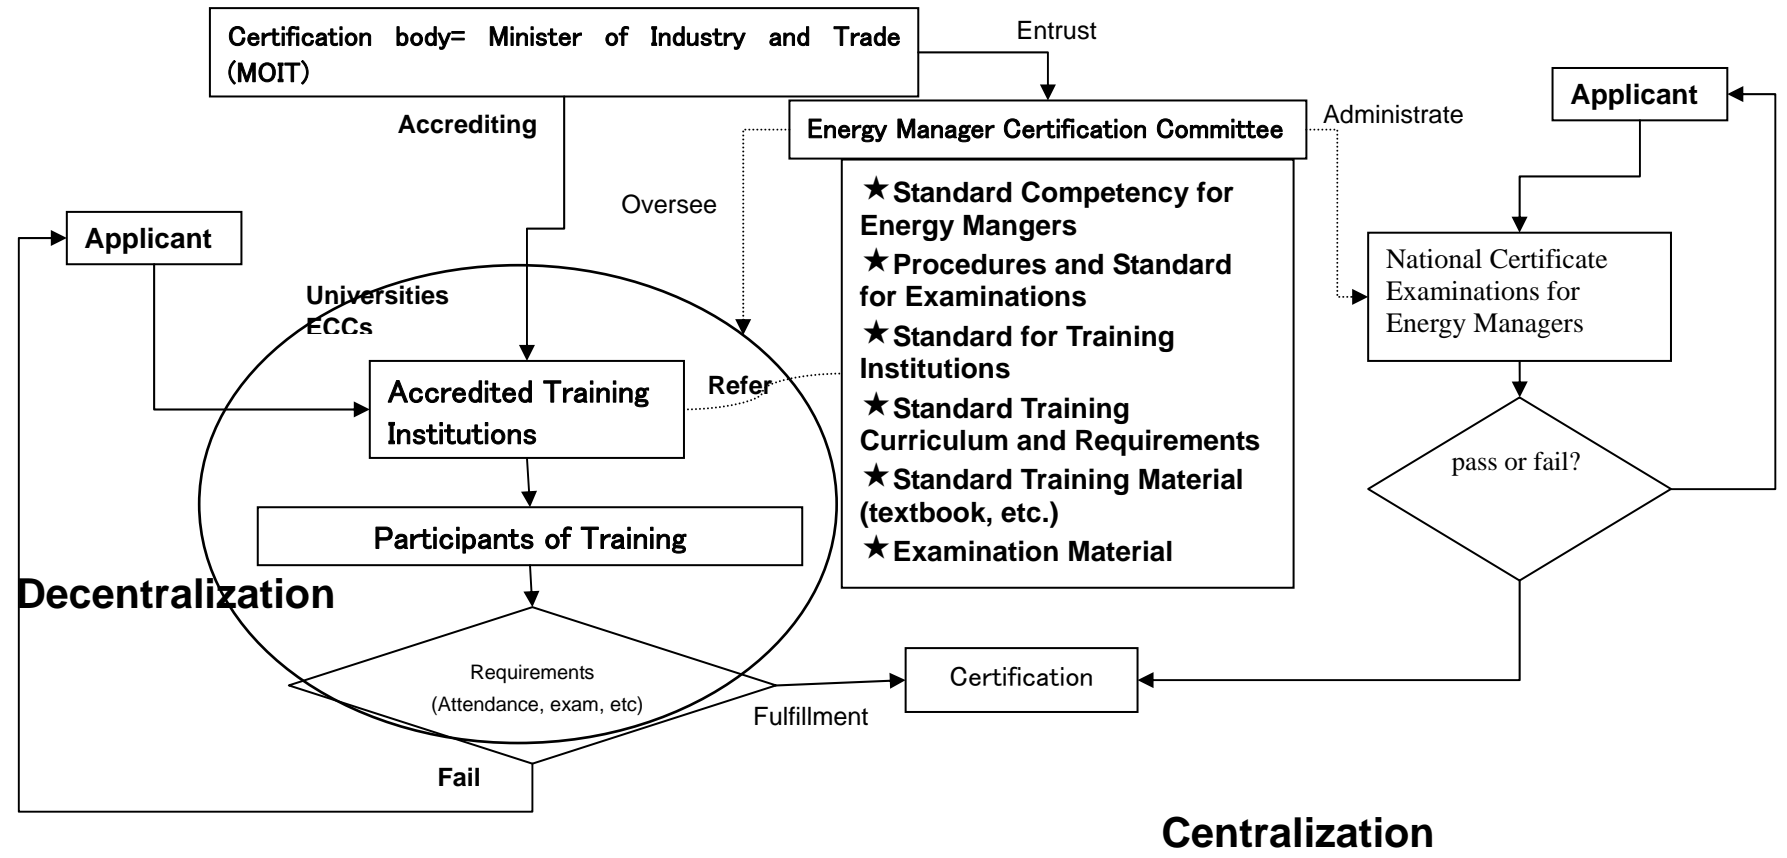 Certification body= Minister of Industry and Trade
(MOIT)
Entrust
Applicant
Accrediting
Energy Manager Certification Committee
Administrate
★Standard Competency for
Energy Mangers
★Procedures and Standard
for Examinations
★Standard for Training
Institutions
★Standard Training
Curriculum and Requirements
★Standard Training Material
(textbook, etc.)
★Examination Material
Oversee
Applicant
National Certificate
Examinations for
Energy Managers
Universities
ECCs
Accredited Training
Institutions
Refer
pass or fail?
Participants of Training
Decentralization
Requirements
(Attendance, exam, etc)
Certification
Fulfillment
Fail
Centralization